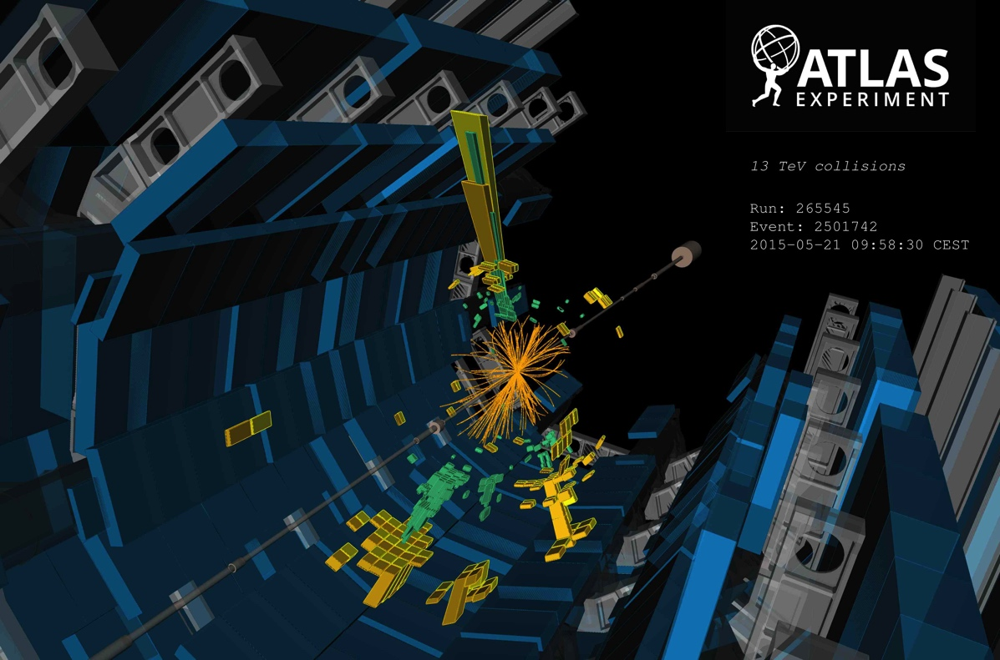 ATLAS
EXPERIMENT
13 TeV collisions
Run: 265545
Event: 2501742
2015-05-21 09:58:30 CEST